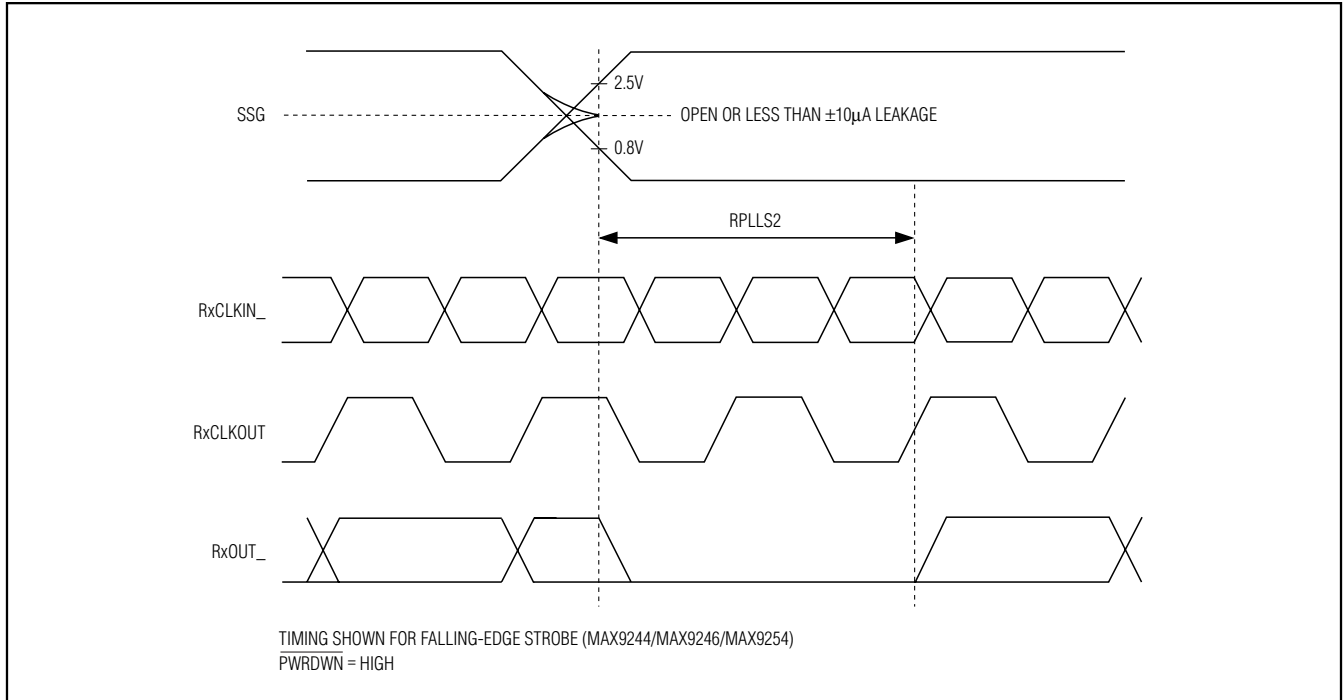 2.5V
SSG
OPEN OR LESS THAN ±10µA LEAKAGE
0.8V
RPLLS2
RxCLKIN_
RxCLKOUT
RxOUT_
TIMING SHOWN FOR FALLING-EDGE STROBE (MAX9244/MAX9246/MAX9254)
PWRDWN = HIGH